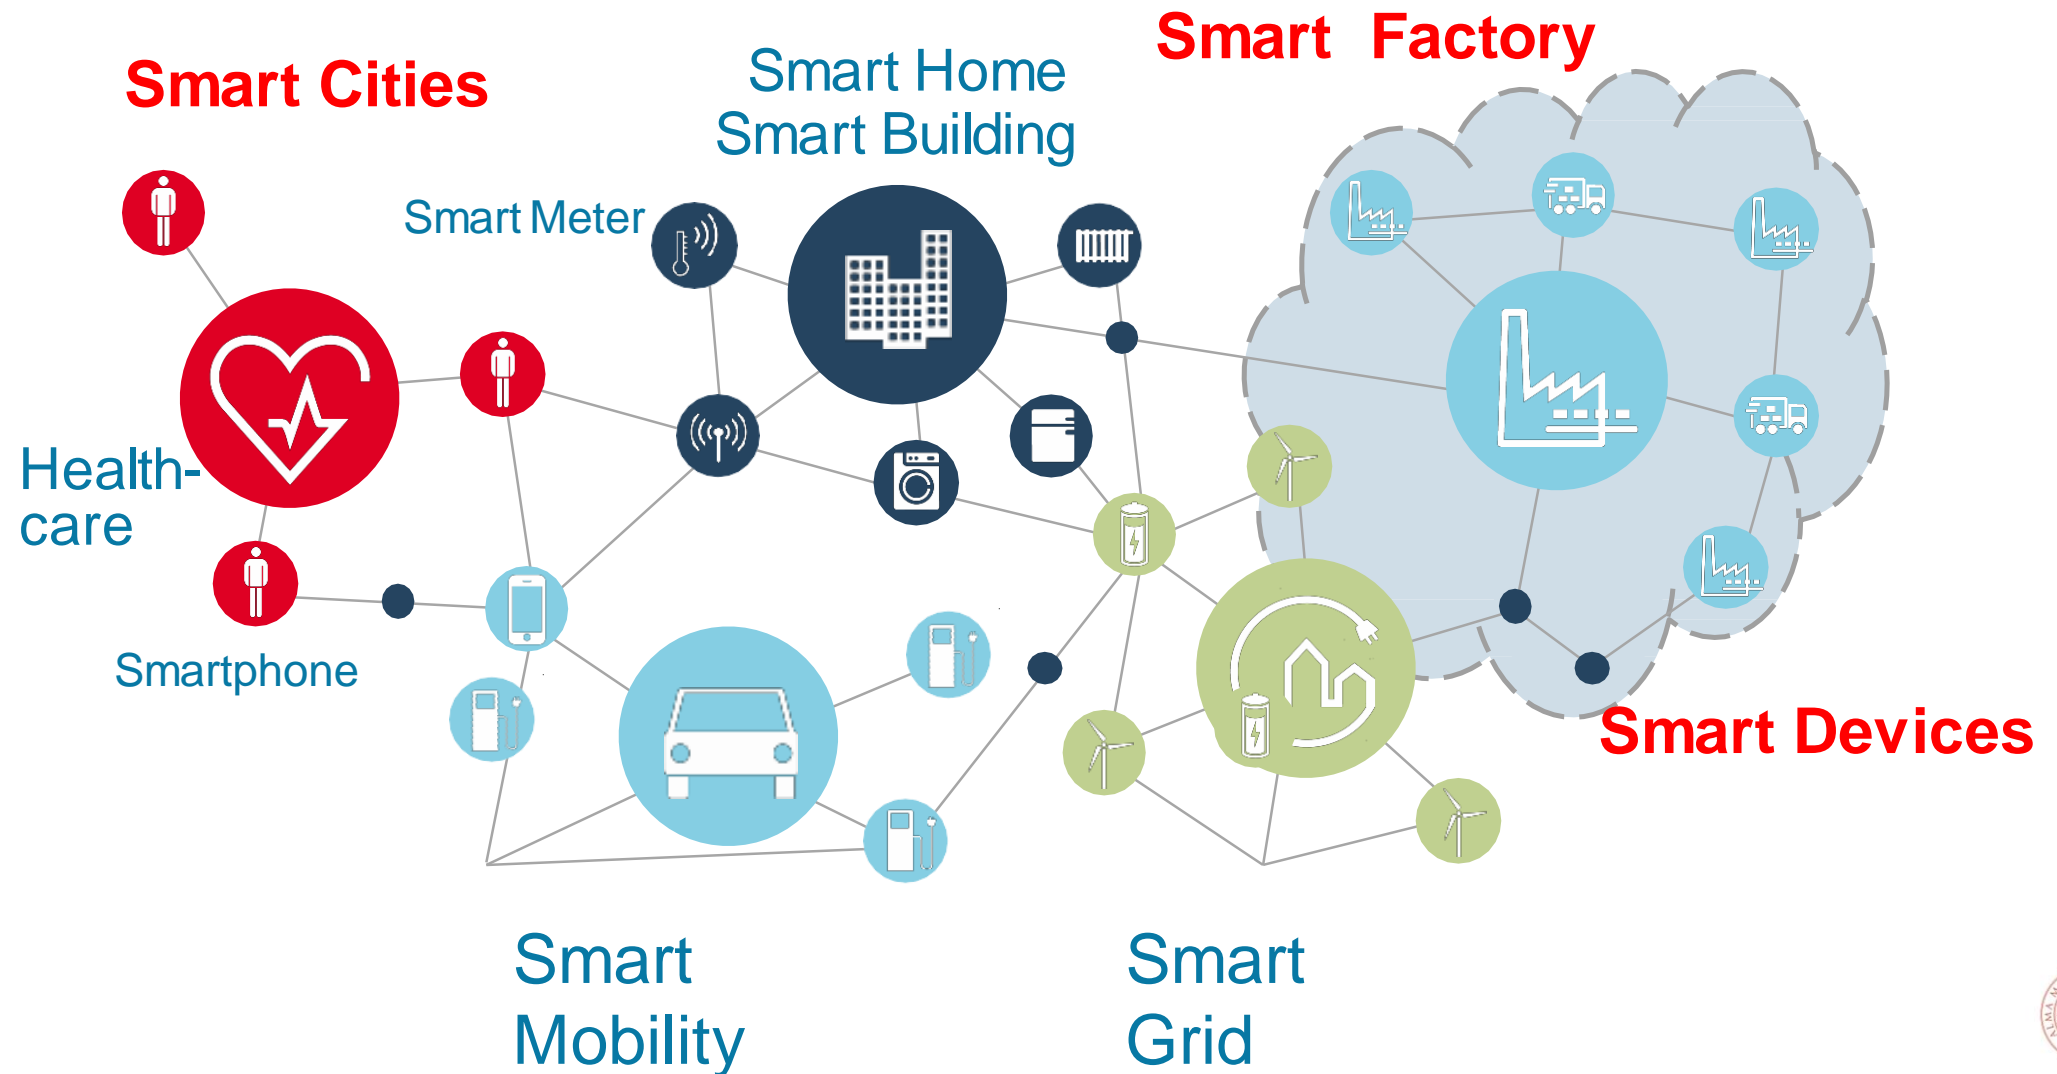 Smart Factory
Smart Cities
Smart Home
Smart Building
Smart Meter
Health-
care
Smartphone
Smart Devices
Smart
Mobility
Smart
Grid
ALMA M